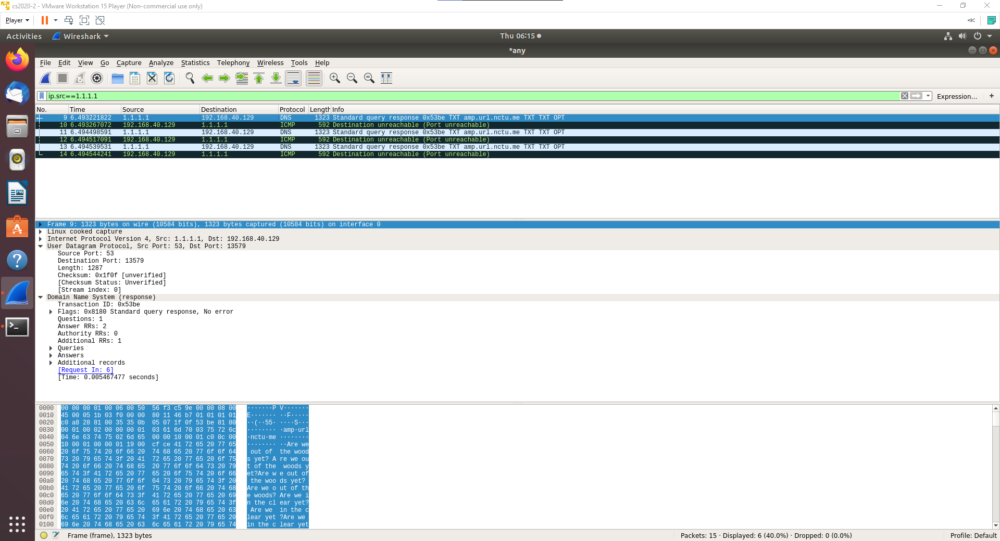 cs2020-2 - VMware Workstation 15 Player (Non-commercial use only)
Player
Activities Wireshark Thu 06:15
*any
File Edit View Go Capture Analyze Statistics Telephony Wireless Tools Help
ip.src==1.1.1.1 Expression… +
No. Time Source Destination Protocol Length Info
9 6.493221822 1.1.1.1 192.168.40.129 DNS 1323 Standard query response 0x53be TXT amp.url.nctu.me TXT TXT OPT
10 6.493267072 192.168.40.129 1.1.1.1 ICMP 592 Destination unreachable (Port unreachable)
11 6.494498591 1.1.1.1 192.168.40.129 DNS 1323 Standard query response 0x53be TXT amp.url.nctu.me TXT TXT OPT
12 6.494517091 192.168.40.129 1.1.1.1 ICMP 592 Destination unreachable (Port unreachable)
13 6.494539531 1.1.1.1 192.168.40.129 DNS 1323 Standard query response 0x53be TXT amp.url.nctu.me TXT TXT OPT
14 6.494544241 192.168.40.129 1.1.1.1 ICMP 592 Destination unreachable (Port unreachable)
Frame 9: 1323 bytes on wire (10584 bits), 1323 bytes captured (10584 bits) on interface 0
Linux cooked capture
Internet Protocol Version 4, Src: 1.1.1.1, Dst: 192.168.40.129
User Datagram Protocol, Src Port: 53, Dst Port: 13579
Source Port: 53
Destination Port: 13579
Length: 1287
Checksum: 0x1f0f [unverified]
[Checksum Status: Unverified]
[Stream index: 0]
Domain Name System (response)
Transaction ID: 0x53be
Flags: 0x8180 Standard query response, No error
Questions: 1
Answer RRs: 2
Authority RRs: 0
Additional RRs: 1
Queries
Answers
Additional records
[Request In: 6]
[Time: 0.005467477 seconds]
0000 00 00 00 01 00 06 00 50 56 f3 c5 9e 00 00 08 00 ·······P V·······
0010 45 00 05 1b 03 f0 00 00 80 11 46 b7 01 01 01 01 E······· ··F·····
0020 c0 a8 28 81 00 35 35 0b 05 07 1f 0f 53 be 81 80 ··(··55· ····S···
0030 00 01 00 02 00 00 00 01 03 61 6d 70 03 75 72 6c ········ ·amp·url
0040 04 6e 63 74 75 02 6d 65 00 00 10 00 01 c0 0c 00 ·nctu·me ········
0050 10 00 01 00 00 01 19 00 cf ce 41 72 65 20 77 65 ········ ··Are we
0060 20 6f 75 74 20 6f 66 20 74 68 65 20 77 6f 6f 64 out of the wood
0070 73 20 79 65 74 3f 20 41 72 65 20 77 65 20 6f 75 s yet? A re we ou
0080 74 20 6f 66 20 74 68 65 20 77 6f 6f 64 73 20 79 t of the woods y
0090 65 74 3f 41 72 65 20 77 65 20 6f 75 74 20 6f 66 et?Are w e out of
00a0 20 74 68 65 20 77 6f 6f 64 73 20 79 65 74 3f 20 the woo ds yet?
00b0 41 72 65 20 77 65 20 6f 75 74 20 6f 66 20 74 68 Are we o ut of th
00c0 65 20 77 6f 6f 64 73 3f 41 72 65 20 77 65 20 69 e woods? Are we i
00d0 6e 20 74 68 65 20 63 6c 65 61 72 20 79 65 74 3f n the cl ear yet?
00e0 20 41 72 65 20 77 65 20 69 6e 20 74 68 65 20 63 Are we in the c
00f0 6c 65 61 72 20 79 65 74 3f 41 72 65 20 77 65 20 lear yet ?Are we
0100 69 6e 20 74 68 65 20 63 6c 65 61 72 20 79 65 74 in the c lear yet
Frame (frame), 1323 bytes Packets: 15 · Displayed: 6 (40.0%) · Dropped: 0 (0.0%) Profile: Default